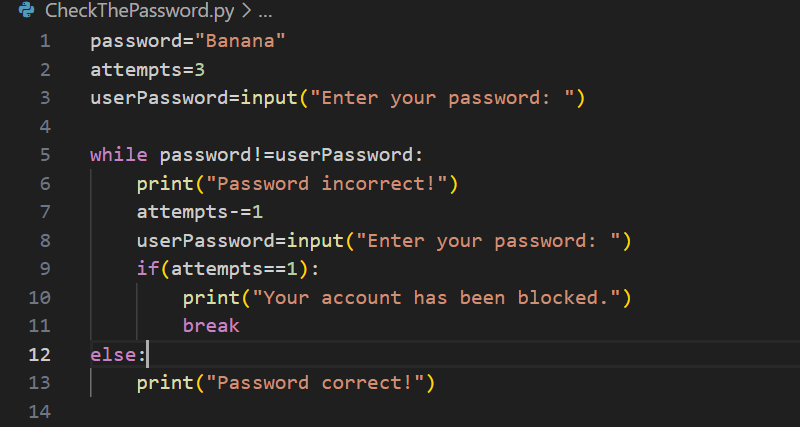 CheckThePassword.py > ...
1 password="Banana"
2 attempts=3
3 userPassword=input("Enter your password: ")
4
5 while password!=userPassword:
6     print("Password incorrect!")
7     attempts-=1
8     userPassword=input("Enter your password: ")
9     if(attempts==1):
10         print("Your account has been blocked.")
11         break
12 else:
13     print("Password correct!")
14